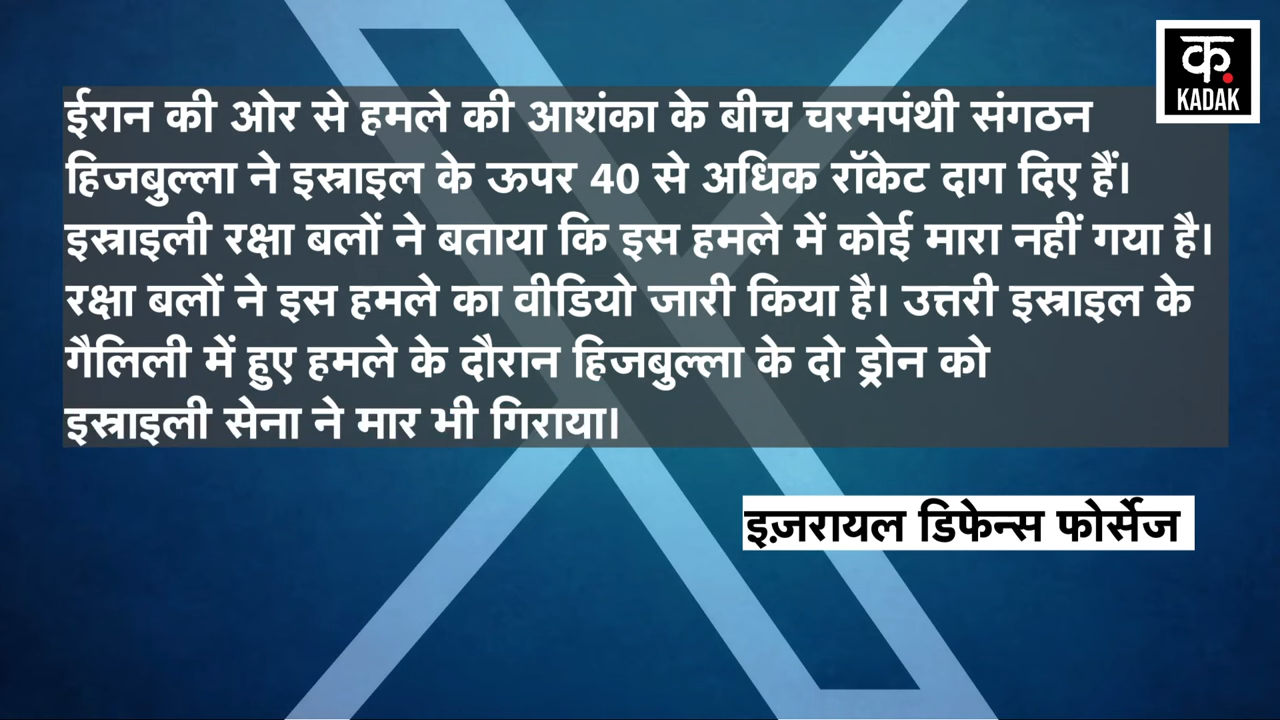 क.
KADAK
ईरान की ओर से हमले की आशंका के बीच चरमपंथी संगठन
हिजबुल्ला ने इस्राइल के ऊपर 40 से अधिक रॉकेट दाग दिए हैं।
इस्राइली रक्षा बलों ने बताया कि इस हमले में कोई मारा नहीं गया है।
रक्षा बलों ने इस हमले का वीडियो जारी किया है। उत्तरी इस्राइल के
गैलिली में हुए हमले के दौरान हिजबुल्ला के दो ड्रोन को
इस्राइली सेना ने मार भी गिराया।
इज़रायल डिफेन्स फोर्सेज